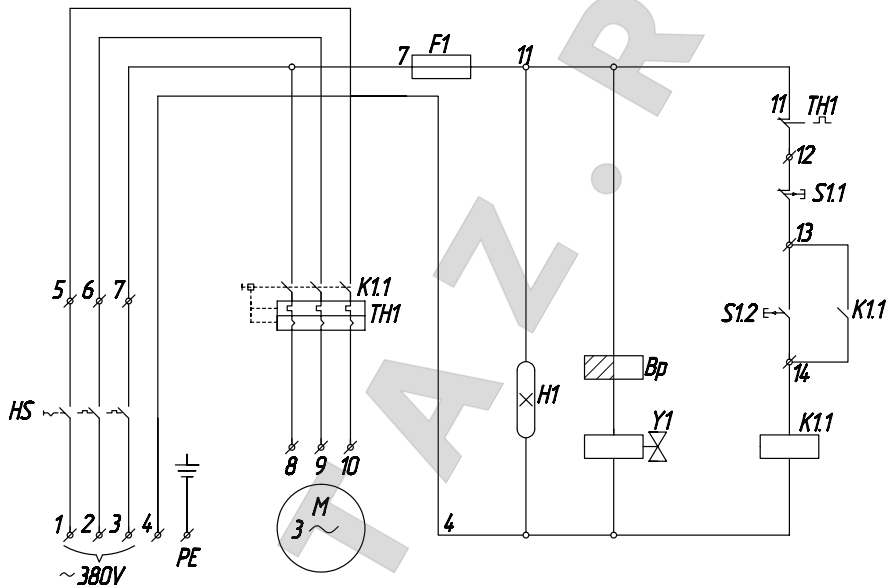 7 F1 11
11 TH1
12
S1.1
13
5 6 7
K1.1
TH1
S1.2
K1.1
14
HS
H1
Bp
Y1
K1.1
8 9 10
M
3 ~
1 2 3 4
PE
4
~ 380V
TAZ.R